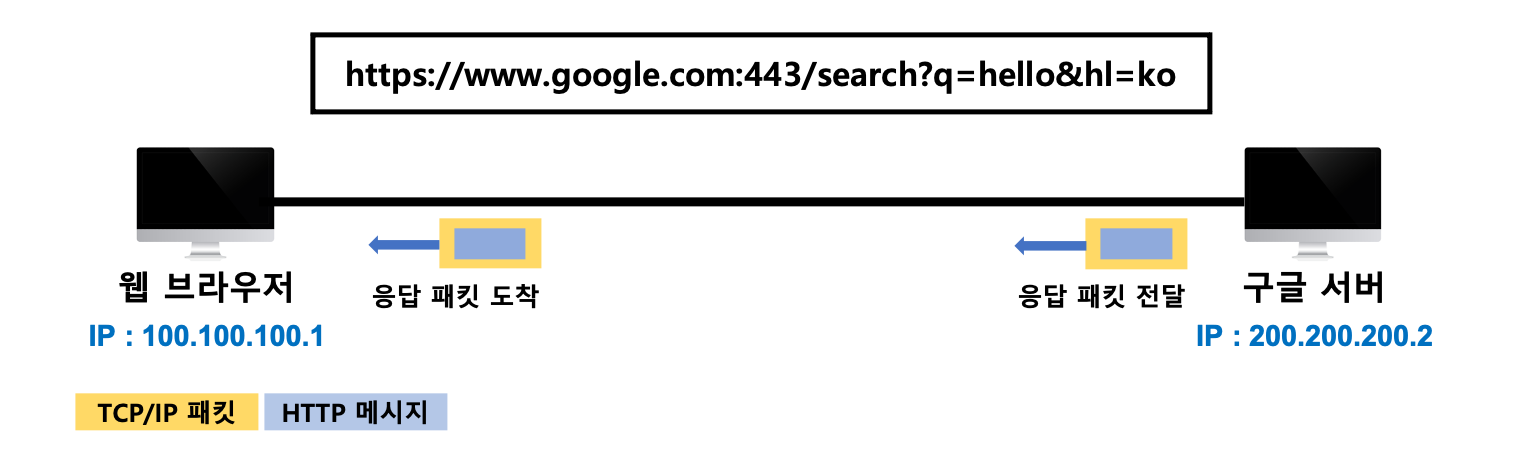 https://www.google.com:443/search?q=hello&hl=ko
웹 브라우저
응답 패킷 도착
응답 패킷 전달
구글 서버
IP : 100.100.100.1
IP : 200.200.200.2
TCP/IP 패킷
HTTP 메시지